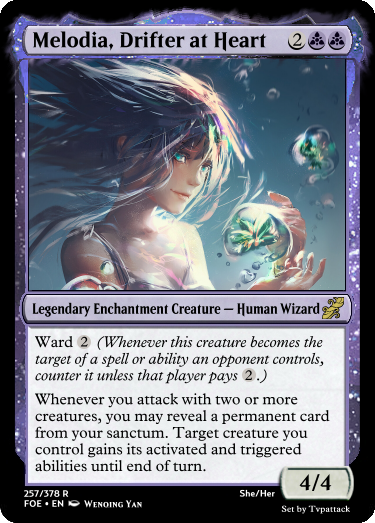 Melodia, Drifter at Heart 2
Legendary Enchantment Creature — Human Wizard
Ward 2 (Whenever this creature becomes the
target of a spell or ability an opponent controls,
counter it unless that player pays 2.)
Whenever you attack with two or more
creatures, you may reveal a permanent card
from your sanctum. Target creature you
control gains its activated and triggered
abilities until end of turn.
4/4
257/378 R She/Her
FOE • EN Wenqing Yan Set by Tvpattack